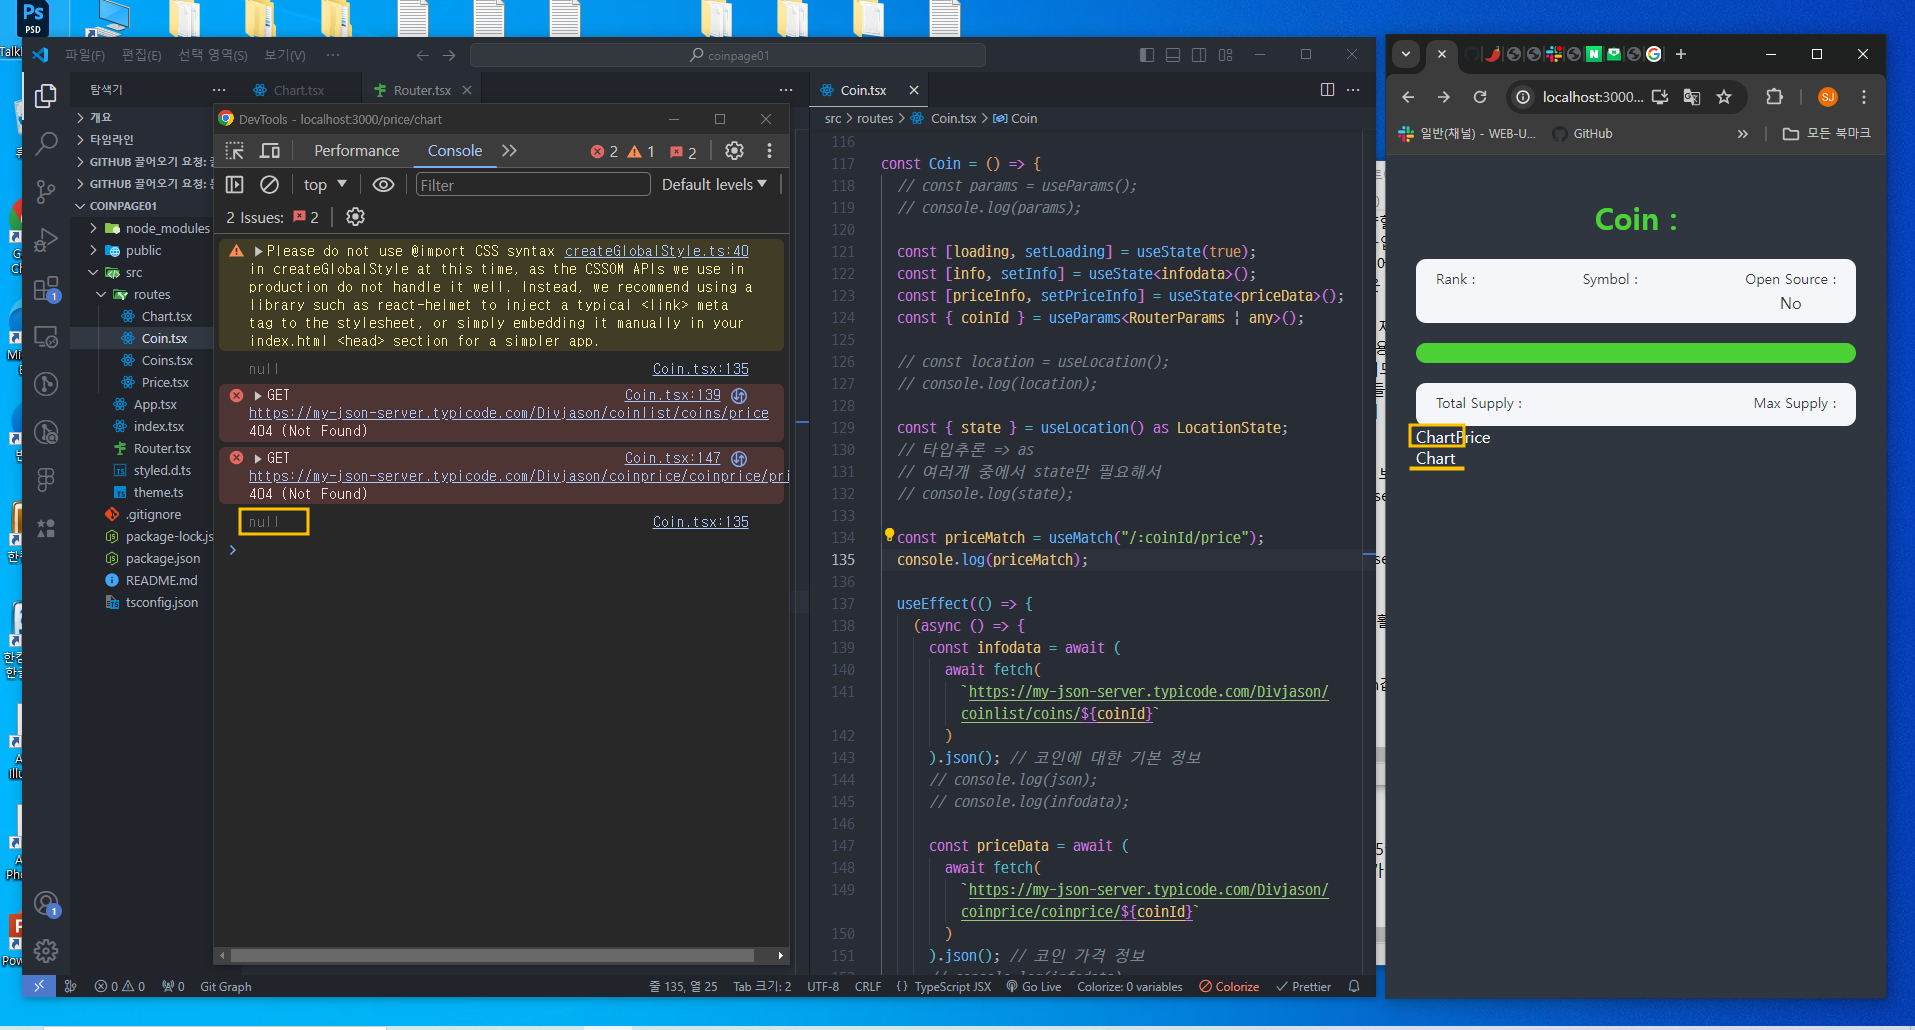 Ps
PSD
파일(F) 편집(E) 선택 영역(S) 보기(V) ···
coinpage01
탐색기 ···
Chart.tsx
Router.tsx
Coin.tsx
개요
타임라인
GITHUB 끌어오기 요청:
GITHUB 끌어오기 요청:
COINPAGE01
node_modules
public
src
routes
Chart.tsx
Coin.tsx
Coins.tsx
Price.tsx
App.tsx
index.tsx
Router.tsx
styled.d.ts
theme.ts
.gitignore
package-lock.js
package.json
README.md
tsconfig.json
DevTools - localhost:3000/price/chart
Performance Console
2 1 2
top Filter Default levels
2 Issues: 2
Please do not use @import CSS syntax createGlobalStyle.ts:40
in createGlobalStyle at this time, as the CSSOM APIs we use in
production do not handle it well. Instead, we recommend using a
library such as react-helmet to inject a typical <link> meta
tag to the stylesheet, or simply embedding it manually in your
index.html <head> section for a simpler app.
null Coin.tsx:135
GET Coin.tsx:139
https://my-json-server.typicode.com/Divjason/coinlist/coins/price
404 (Not Found)
GET Coin.tsx:147
https://my-json-server.typicode.com/Divjason/coinprice/coinprice/pri
404 (Not Found)
null Coin.tsx:135
src > routes > Coin.tsx > Coin
116
117 const Coin = () => {
118 // const params = useParams();
119 // console.log(params);
120
121 const [loading, setLoading] = useState(true);
122 const [info, setInfo] = useState<infodata>();
123 const [priceInfo, setPriceInfo] = useState<priceData>();
124 const { coinId } = useParams<RouterParams | any>();
125
126 // const location = useLocation();
127 // console.log(location);
128
129 const { state } = useLocation() as LocationState;
130 // 타입추론 => as
131 // 여러개 중에서 state만 필요해서
132 // console.log(state);
133
134 const priceMatch = useMatch("/:coinId/price");
135 console.log(priceMatch);
136
137 useEffect(() => {
138 (async () => {
139 const infodata = await (
140 await fetch(
141 `https://my-json-server.typicode.com/Divjason/
coinlist/coins/${coinId}`
142 )
143 ).json(); // 코인에 대한 기본 정보
144 // console.log(json);
145 // console.log(infodata);
146
147 const priceData = await (
148 await fetch(
149 `https://my-json-server.typicode.com/Divjason/
coinprice/coinprice/${coinId}`
150 )
151 ).json(); // 코인 가격 정보
0 0 0 Git Graph
줄 135, 열 25 Tab 크기: 2 UTF-8 CRLF {} TypeScript JSX Go Live Colorize: 0 variables Colorize Prettier
localhost:3000...
SJ
일반(채널) - WEB-U... GitHub » 모든 북마크
Coin :
Rank : Symbol : Open Source :
No
Total Supply : Max Supply :
ChartPrice
Chart